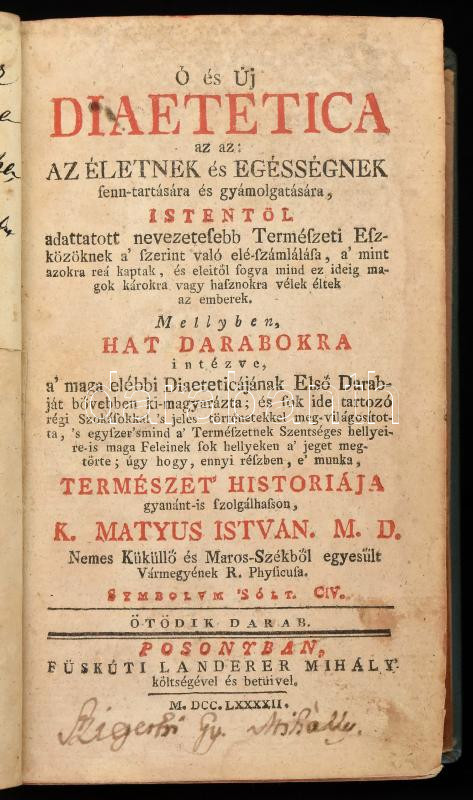 Ó és Új
DIAETETICA
az az:
AZ ÉLETNEK és EGÉSSÉGNEK
fenn-tartására és gyámolgatására,
ISTENTŐL
adattatott nevezetesebb Természeti Esz-
közöknek a' szerint való elé-számlálása, a' mint
azokra reá kaptak, és eleitől fogva mind ez ideig ma-
gok károkra vagy hasznokra vélek éltek
az emberek.
Mellyben,
HAT DARABOKRA
intézve,
a' maga elébbi Diaeteticájának Első Darab-
ját bővebben ki-magyarázta; és sok ide tartozó
régi Szokásokkal 's jeles történetekkel meg-világosított-
ta, 's egyszer'smind a' Természetnek Szentséges hellyei-
re-is maga Feleinek sok hellyeken a' jeget meg-
törte; úgy hogy, ennyi részben, e' munka,
TERMÉSZET' HISTORIÁJA
gyanánt-is szolgálhasson,
K. MATYUS ISTVÁN. M. D.
Nemes Küküllő és Maros-Székből egyesült
Vármegyének R. Physicusa.
SYMBOLVM 'SÓLT. CIV.
ÖTÖDIK DARAB.
POSONYBAN,
FÜSKÚTI LANDERER MIHÁLY'
költségével és betűivel.
M. DCC. LXXXXII.
Szigethi Gy. Mihály.